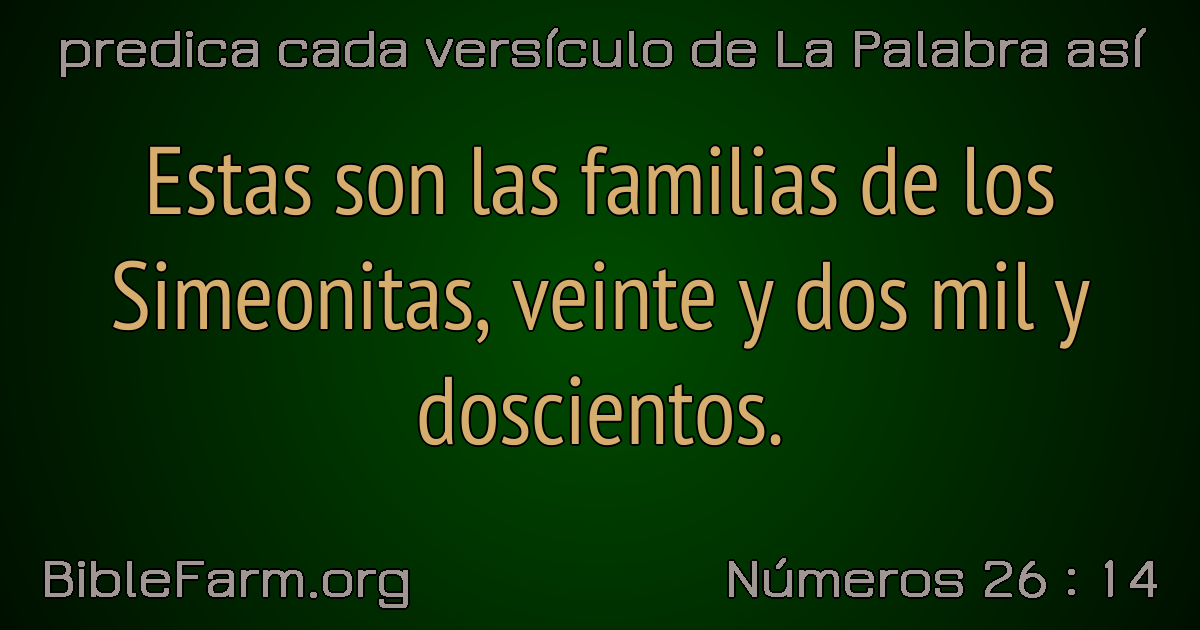 predica cada versículo de La Palabra así
Estas son las familias de los
Simeonitas, veinte y dos mil y
doscientos.
BibleFarm.org
Números 26 : 14